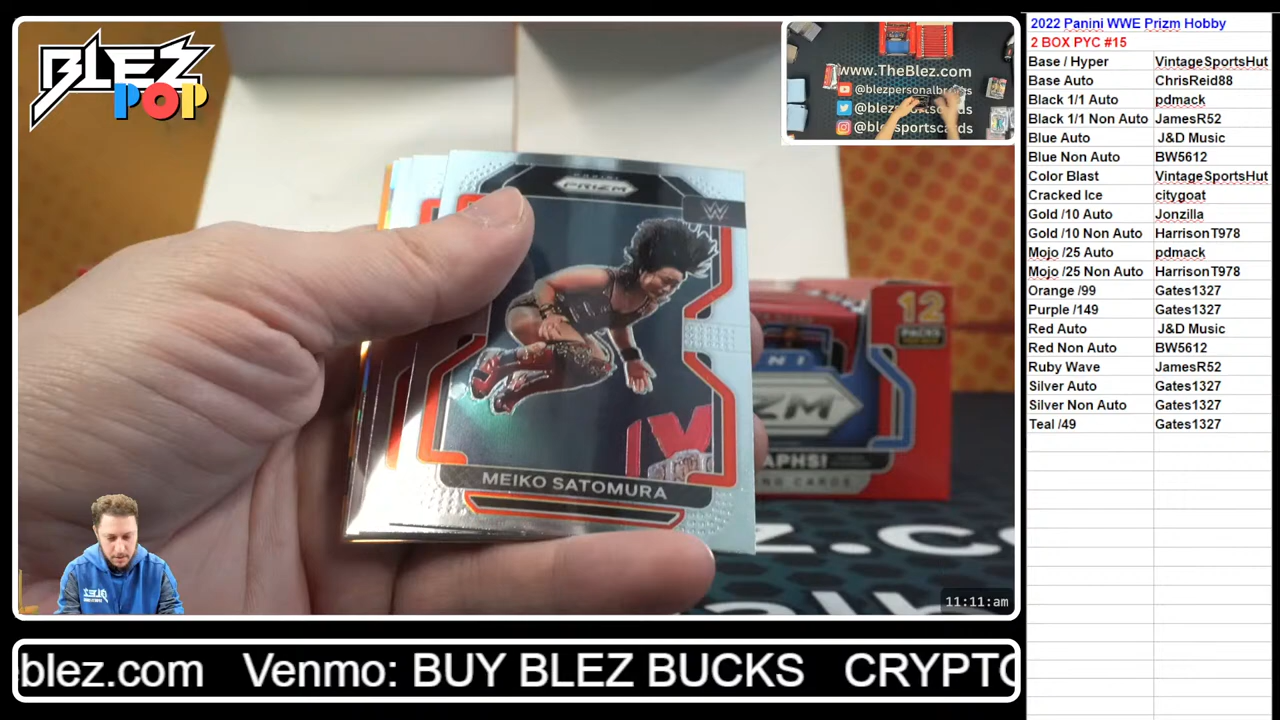 BLEZ
POP
www.TheBlez.com
@blezpersonalbreaks
@blezsportscards
@blezsportscards
PANINI
PRIZM
W
MEIKO SATOMURA
12
PACKS
11:11:am
blez.com Venmo: BUY BLEZ BUCKS CRYPTO
2022 Panini WWE Prizm Hobby
2 BOX PYC #15
Base / Hyper VintageSportsHut
Base Auto ChrisReid88
Black 1/1 Auto pdmack
Black 1/1 Non Auto JamesR52
Blue Auto J&D Music
Blue Non Auto BW5612
Color Blast VintageSportsHut
Cracked Ice citygoat
Gold /10 Auto Jonzilla
Gold /10 Non Auto HarrisonT978
Mojo /25 Auto pdmack
Mojo /25 Non Auto HarrisonT978
Orange /99 Gates1327
Purple /149 Gates1327
Red Auto J&D Music
Red Non Auto BW5612
Ruby Wave JamesR52
Silver Auto Gates1327
Silver Non Auto Gates1327
Teal /49 Gates1327